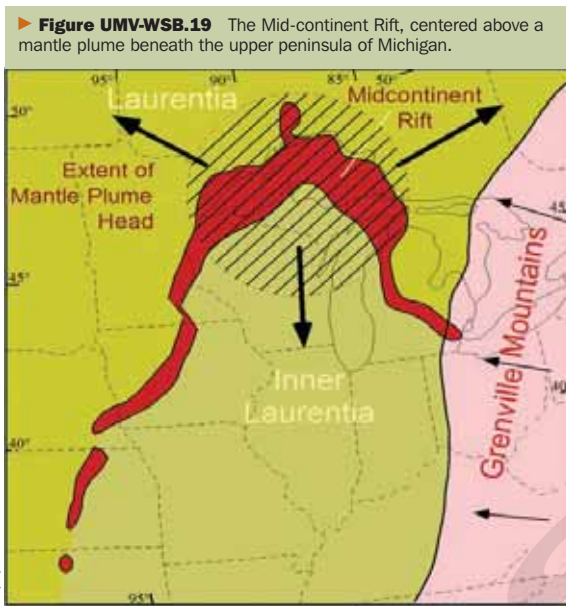 ► Figure UMV-WSB.19 The Mid-continent Rift, centered above a
mantle plume beneath the upper peninsula of Michigan.
95°
90°
85°
50°
50°
Laurentia
Midcontinent
Rift
Extent of
Mantle Plume
Head
45°
45°
Grenville Mountains
Inner
Laurentia
40°
40°
95°